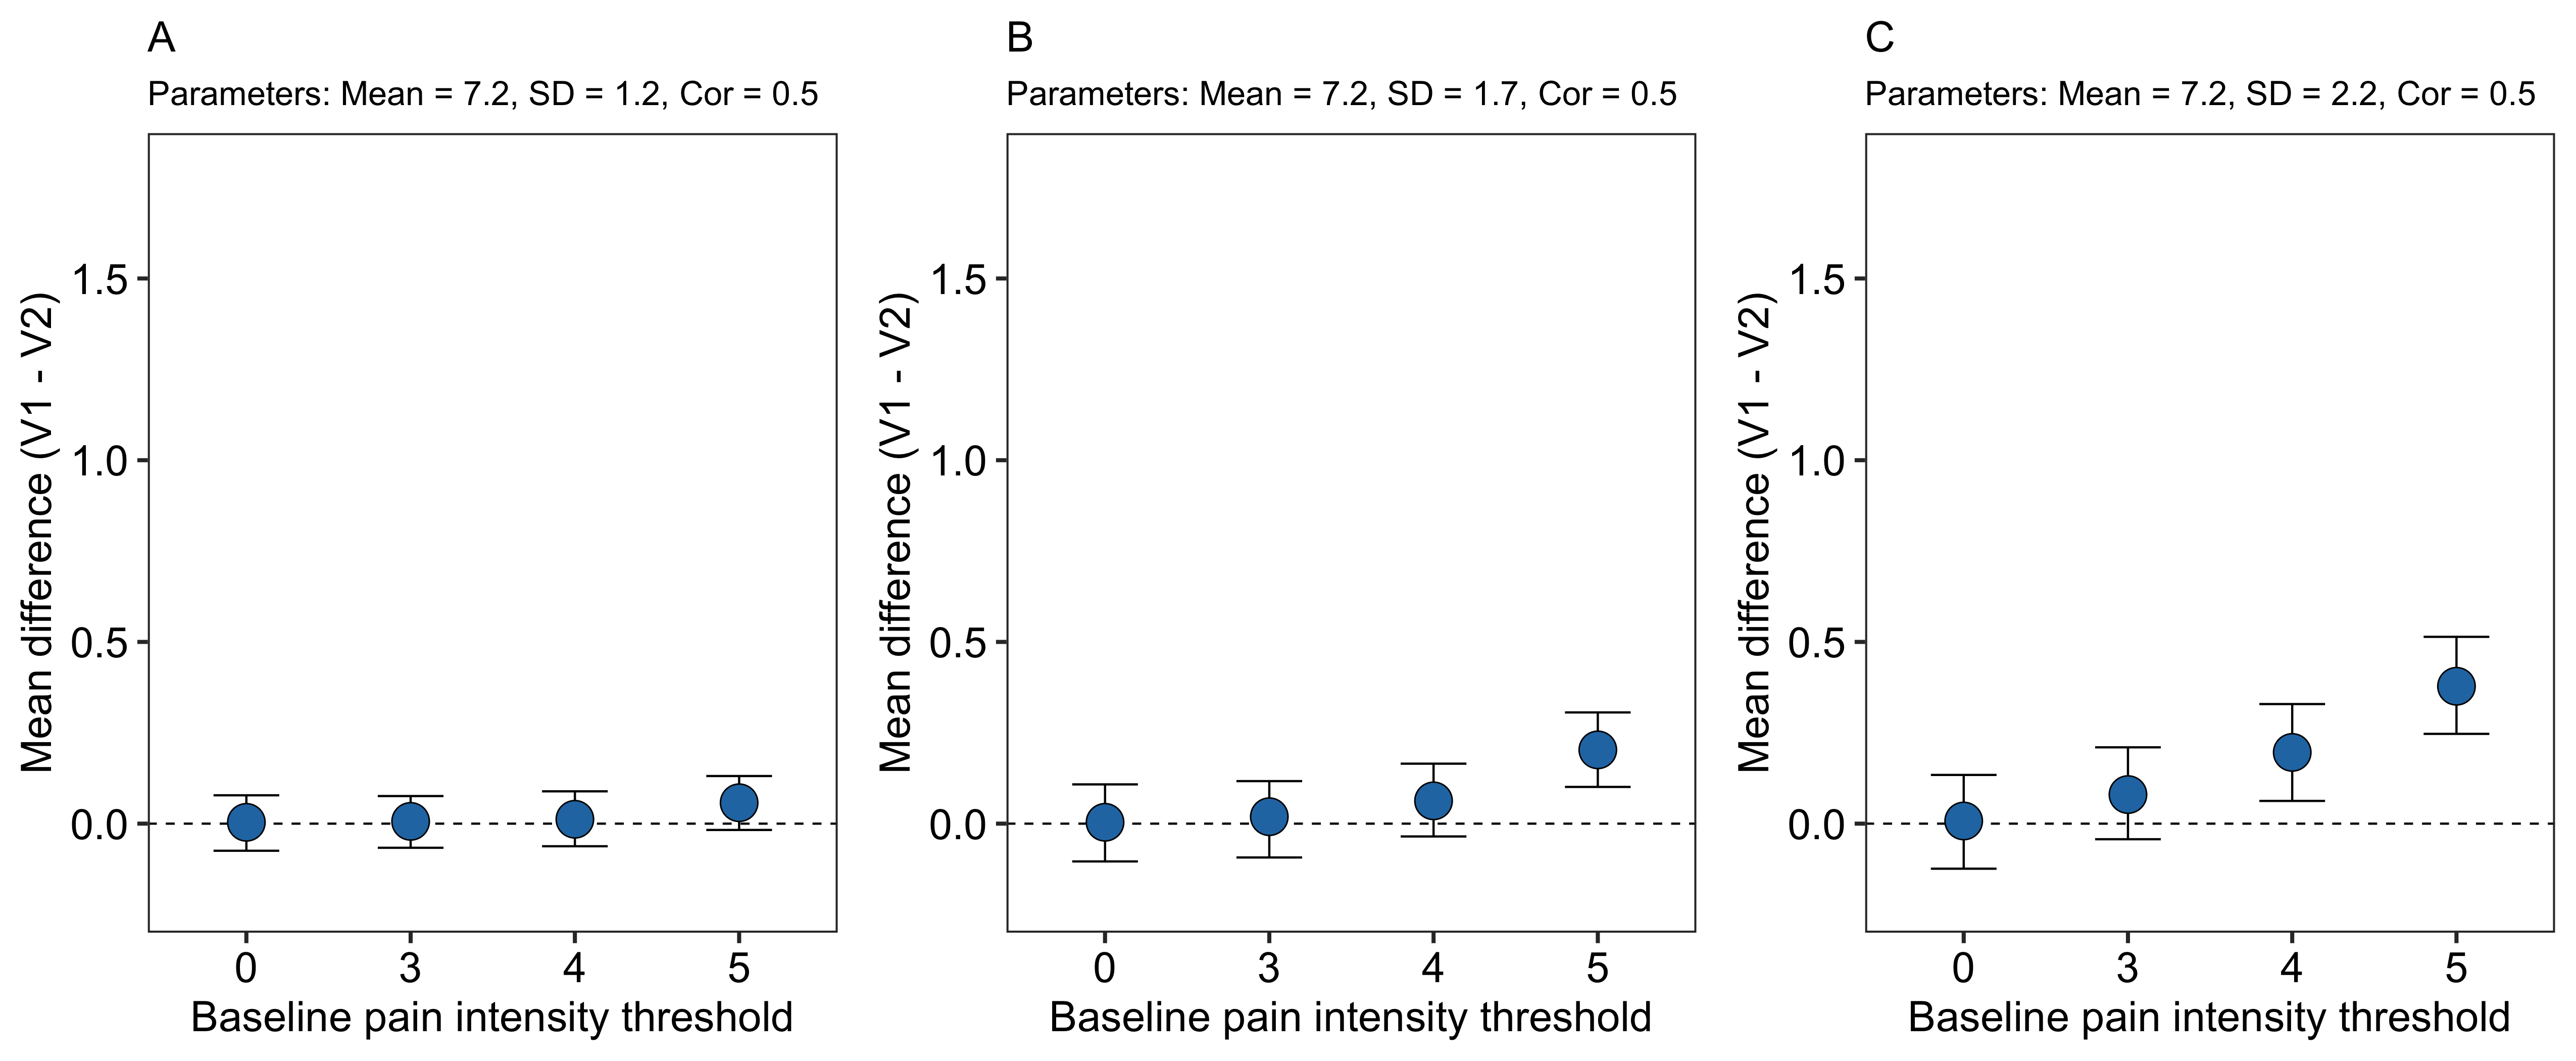 A
Parameters: Mean = 7.2, SD = 1.2, Cor = 0.5
Mean difference (V1 - V2)
1.5
1.0
0.5
0.0
0 3 4 5
Baseline pain intensity threshold
B
Parameters: Mean = 7.2, SD = 1.7, Cor = 0.5
Mean difference (V1 - V2)
1.5
1.0
0.5
0.0
0 3 4 5
Baseline pain intensity threshold
C
Parameters: Mean = 7.2, SD = 2.2, Cor = 0.5
Mean difference (V1 - V2)
1.5
1.0
0.5
0.0
0 3 4 5
Baseline pain intensity threshold